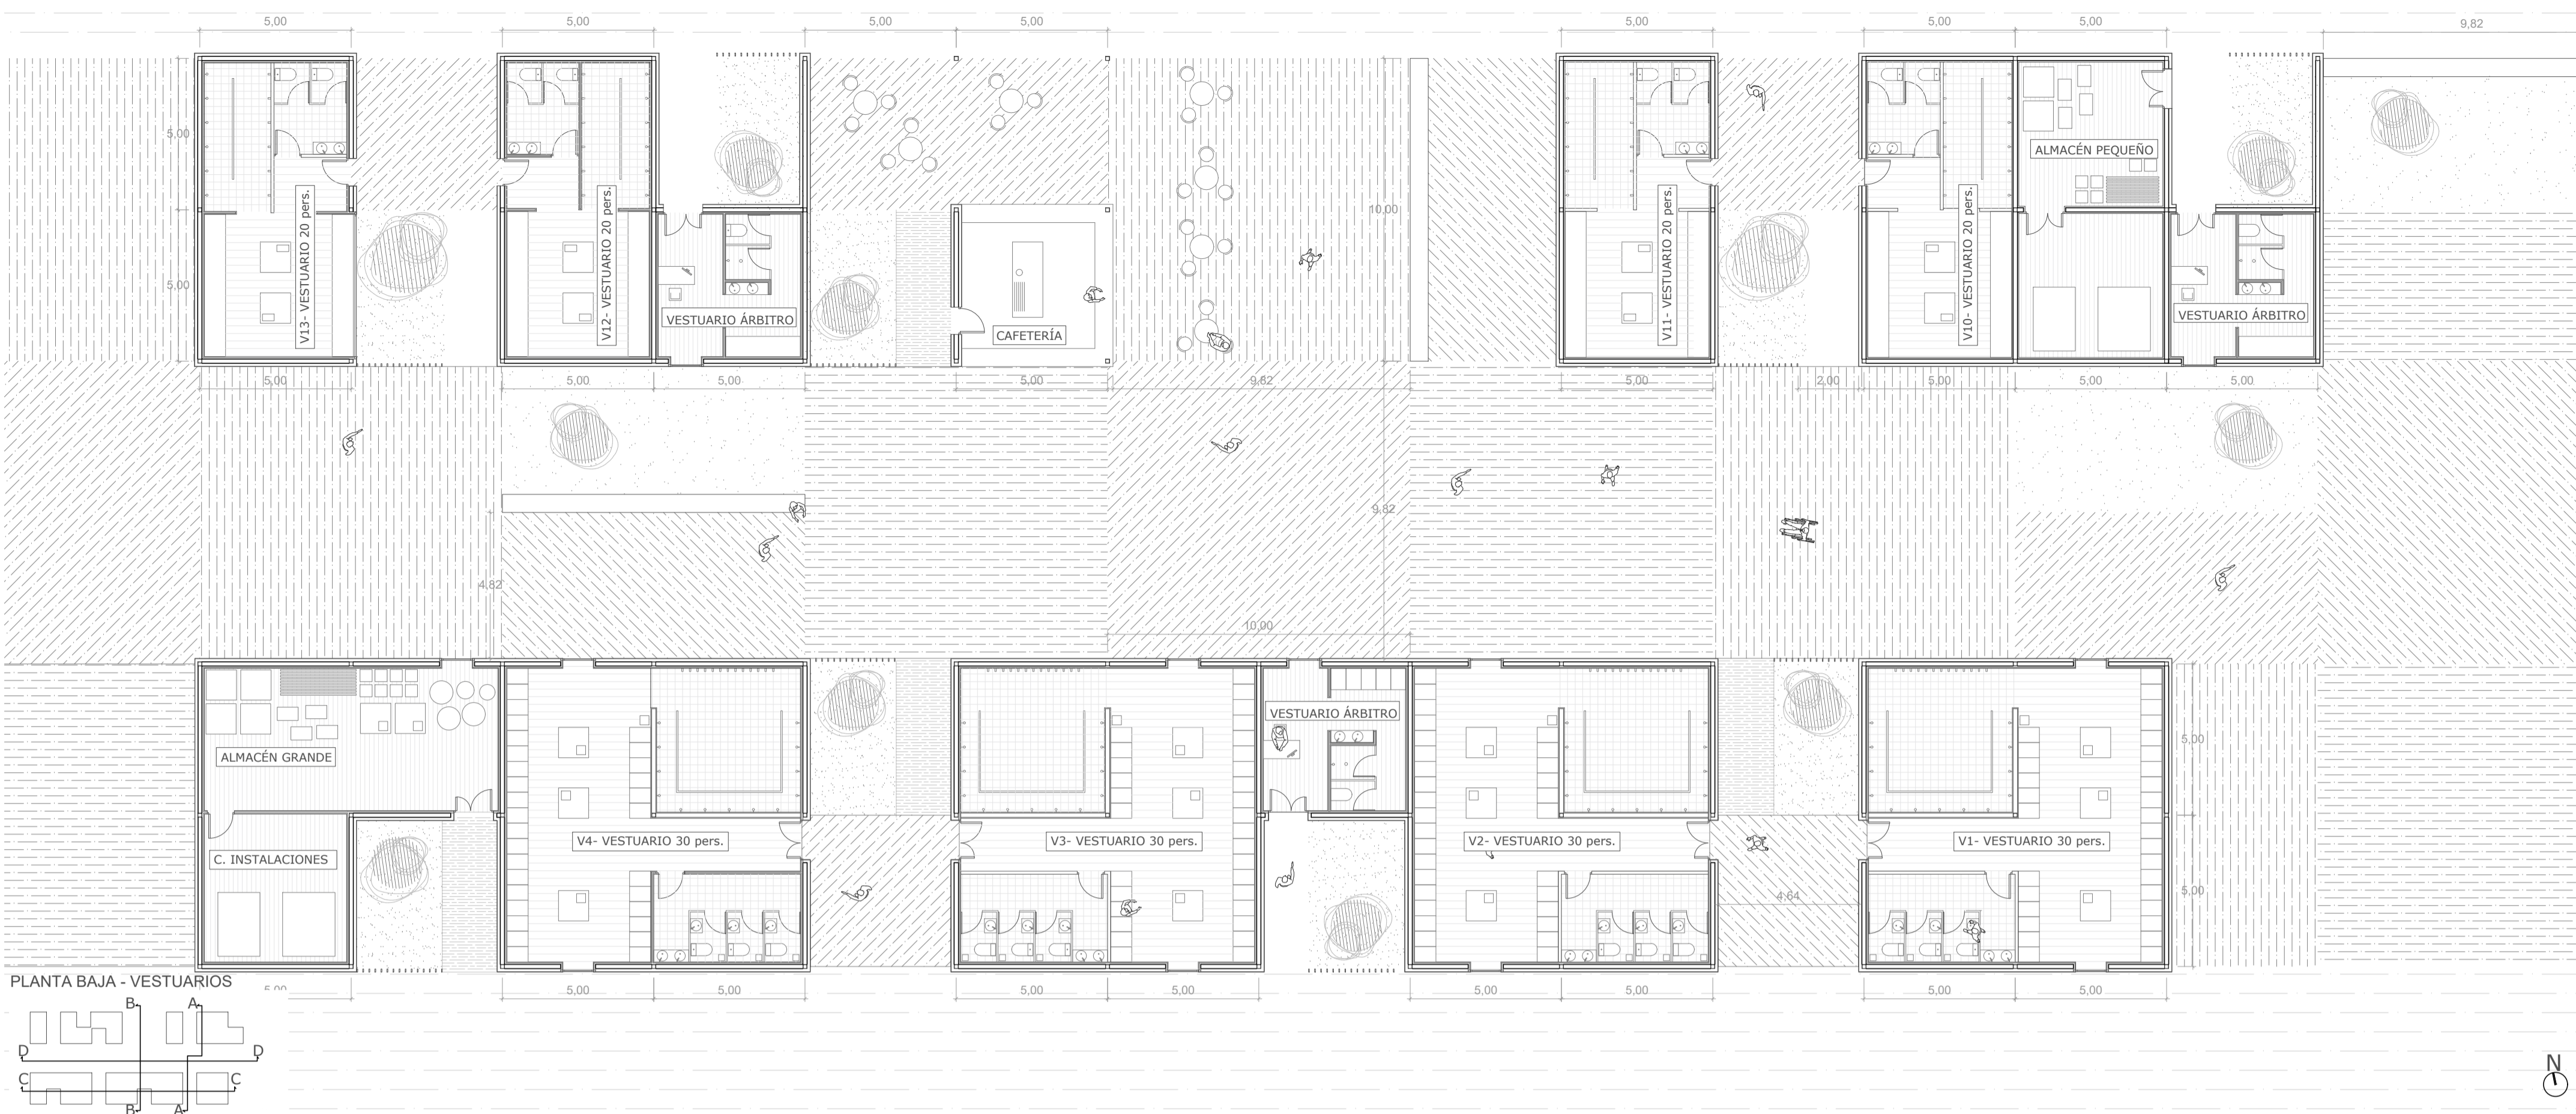 5,00
5,00
5,00
5,00
5,00
5,00
5,00
9,82
5,00
5,00
10,00
V13- VESTUARIO 20 pers.
V12- VESTUARIO 20 pers.
VESTUARIO ÁRBITRO
CAFETERÍA
V11- VESTUARIO 20 pers.
V10- VESTUARIO 20 pers.
ALMACÉN PEQUEÑO
VESTUARIO ÁRBITRO
5,00
5,00
5,00
5,00
9,82
5,00
2,00
5,00
5,00
5,00
9,82
4,82
10,00
ALMACÉN GRANDE
VESTUARIO ÁRBITRO
5,00
C. INSTALACIONES
V4- VESTUARIO 30 pers.
V3- VESTUARIO 30 pers.
V2- VESTUARIO 30 pers.
V1- VESTUARIO 30 pers.
4,64
5,00
PLANTA BAJA - VESTUARIOS
5,00
5,00
5,00
5,00
5,00
5,00
5,00
5,00
B
A
D
D
C
C
B
A
N